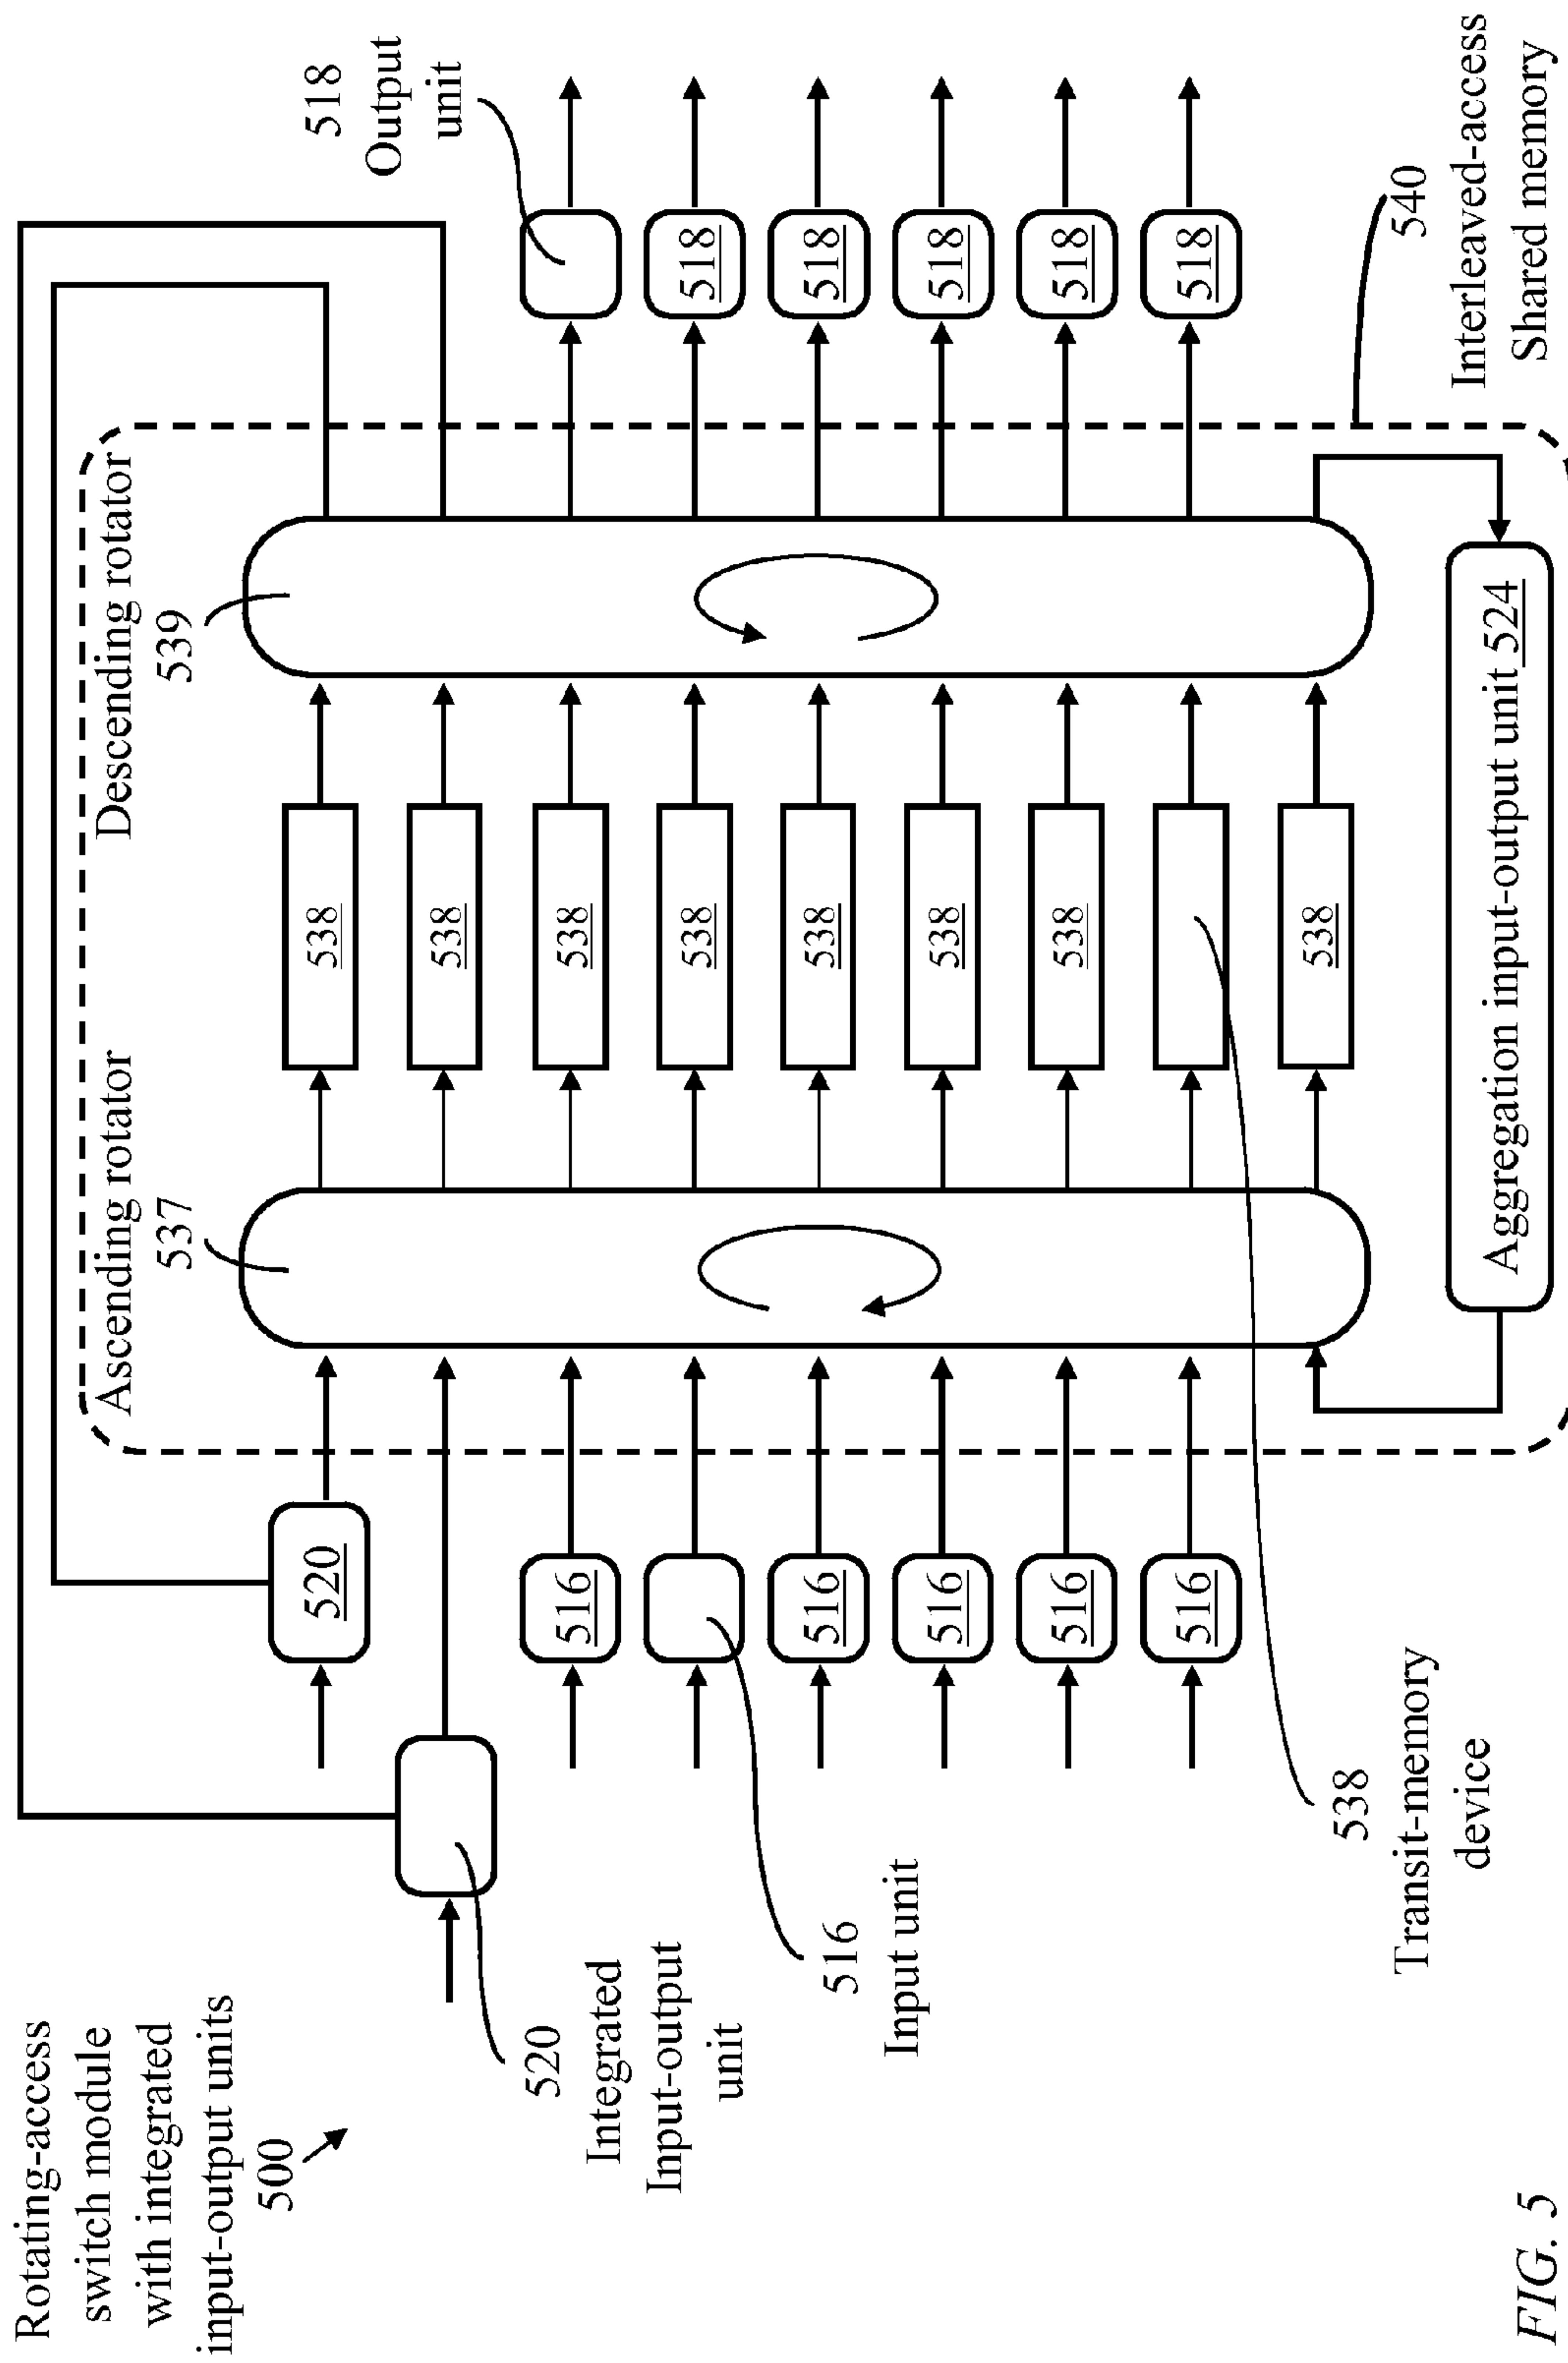 Rotating-access
switch module
with integrated
input-output units
500
520
Integrated
Input-output
unit
516
Input unit
538
Transit-memory
device
520
516
516
516
516
516
Ascending rotator
537
538
538
538
538
538
538
538
538
Descending rotator
539
Aggregation input-output unit 524
518
Output
unit
518
518
518
518
518
540
Interleaved-access
Shared memory
FIG. 5